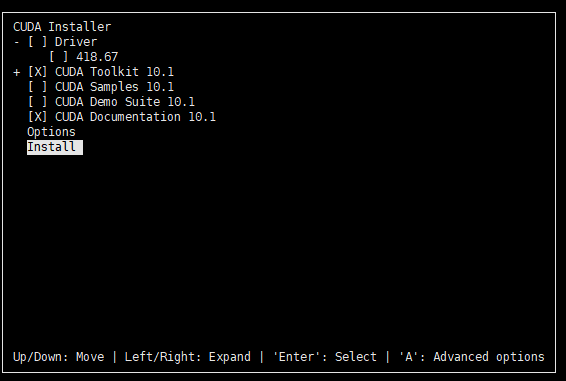 CUDA Installer
- [ ] Driver
[ ] 418.67
+ [X] CUDA Toolkit 10.1
[ ] CUDA Samples 10.1
[ ] CUDA Demo Suite 10.1
[X] CUDA Documentation 10.1
Options
Install
Up/Down: Move | Left/Right: Expand | 'Enter': Select | 'A': Advanced options